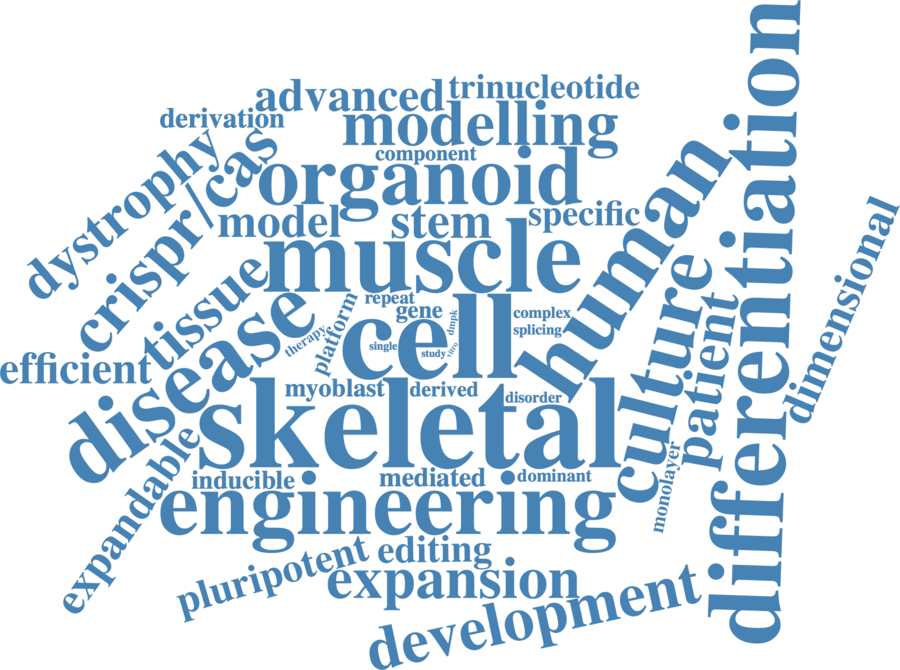 advanced
trinucleotide
derivation
modelling
component
dystrophy
crispr/cas
organoid
human
differentiation
model
stem
specific
muscle
tissue
dimensional
disease
platform
repeat
gene
dmpk
complex
culture
therapy
cell
splicing
single
study
vitro
patient
efficient
myoblast
derived
disorder
skeletal
expandable
inducible
mediated
dominant
monolayer
engineering
pluripotent
editing
expansion
development